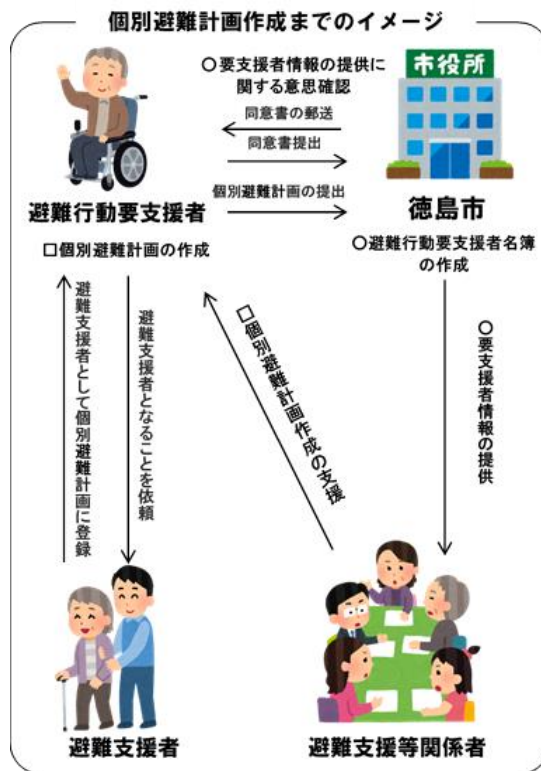 個別避難計画作成までのイメージ
○要支援者情報の提供に
関する意思確認
市役所
同意書の郵送
同意書提出
個別避難計画の提出
避難行動要支援者
徳島市
□個別避難計画の作成
○避難行動要支援者名簿
の作成
避難支援者として個別避難計画に登録
避難支援者となることを依頼
□個別避難計画作成の支援
○要支援者情報の提供
避難支援者
避難支援等関係者